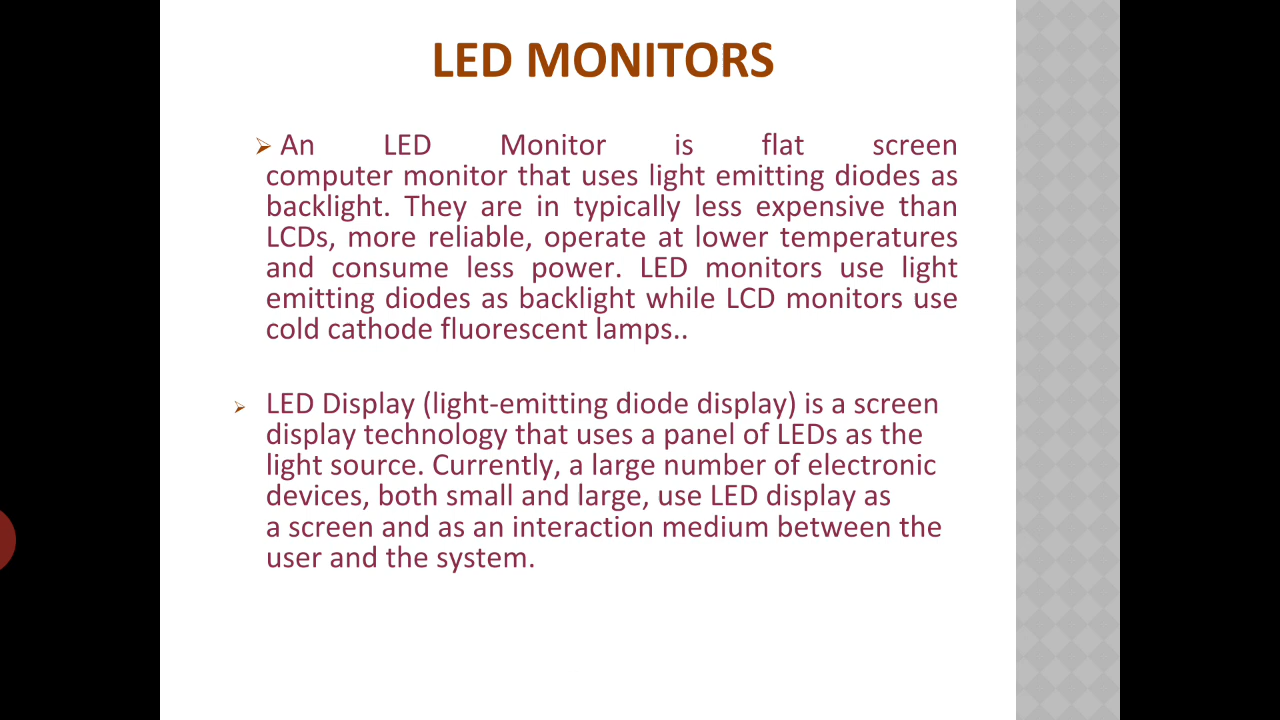 LED MONITORS
An LED Monitor is flat screen
computer monitor that uses light emitting diodes as
backlight. They are in typically less expensive than
LCDs, more reliable, operate at lower temperatures
and consume less power. LED monitors use light
emitting diodes as backlight while LCD monitors use
cold cathode fluorescent lamps..
LED Display (light-emitting diode display) is a screen
display technology that uses a panel of LEDs as the
light source. Currently, a large number of electronic
devices, both small and large, use LED display as
a screen and as an interaction medium between the
user and the system.